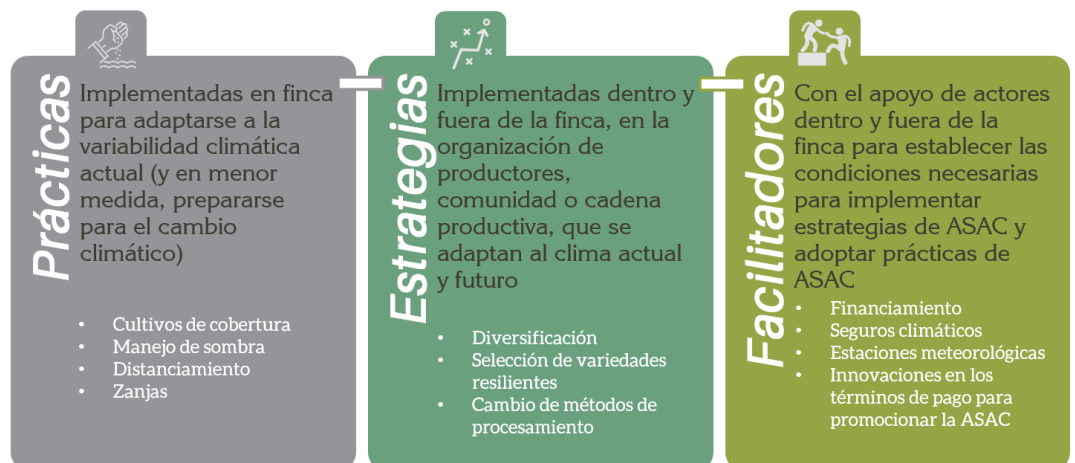 Prácticas
Implementadas en finca
para adaptarse a la
variabilidad climática
actual (y en menor
medida, prepararse
para el cambio
climático)
• Cultivos de cobertura
• Manejo de sombra
• Distanciamiento
• Zanjas
Estrategias
Implementadas dentro y
fuera de la finca, en la
organización de
productores,
comunidad o cadena
productiva, que se
adaptan al clima actual
y futuro
• Diversificación
• Selección de variedades
resilientes
• Cambio de métodos de
procesamiento
Facilitadores
Con el apoyo de actores
dentro y fuera de la
finca para establecer las
condiciones necesarias
para implementar
estrategias de ASAC y
adoptar prácticas de
ASAC
• Financiamiento
• Seguros climáticos
• Estaciones meteorológicas
• Innovaciones en los
términos de pago para
promocionar la ASAC